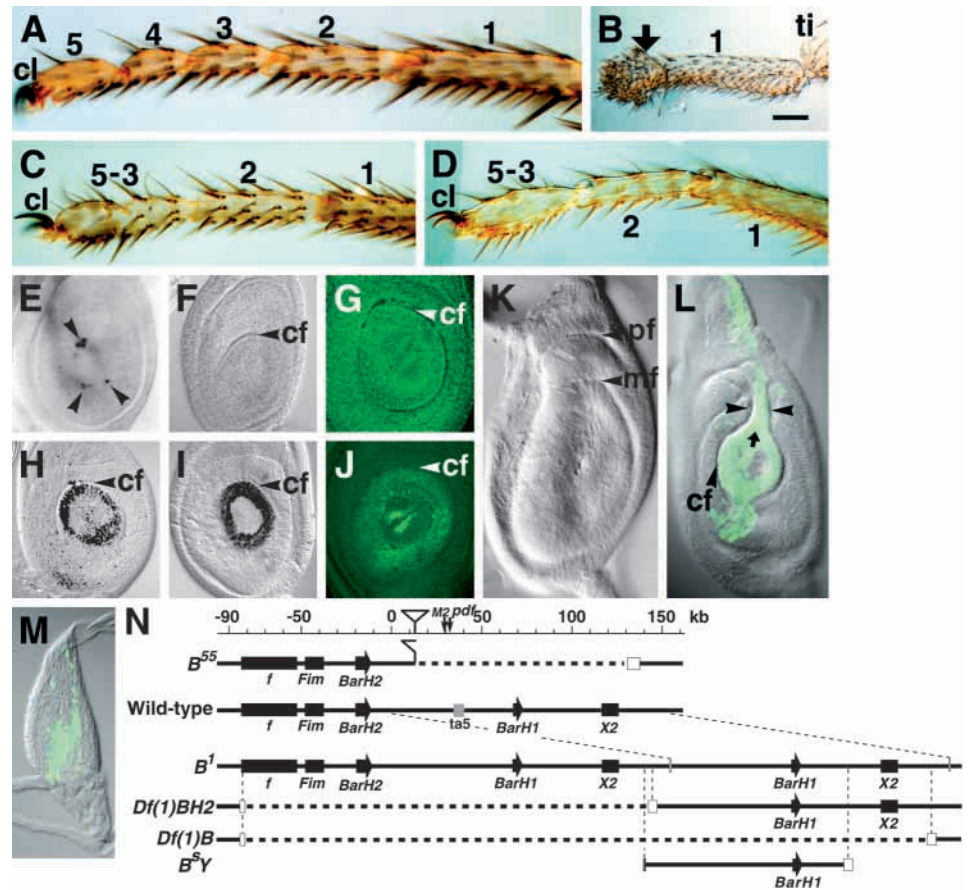 A 5 4 3 2 1 cl
B 1 ti
C 5-3 2 1 cl
D 5-3 2 1 cl
E
F cf
G cf
K pf mf
L cf
H cf
I cf
J cf
M
N -90 -50 0 M2 pdf 50 100 150 kb
B55
f Fim BarH2
Wild-type
f Fim BarH2 ta5 BarH1 X2
B1
f Fim BarH2 BarH1 X2 BarH1 X2
Df(1)BH2
BarH1 X2
Df(1)B
BSY
BarH1